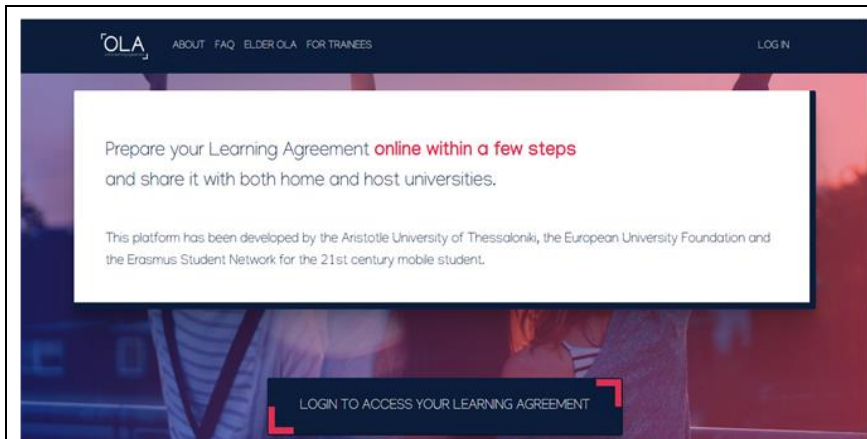 OLA
ABOUT FAQ ELDER OLA FOR TRAINEES
LOG IN
Prepare your Learning Agreement online within a few steps
and share it with both home and host universities.
This platform has been developed by the Aristotle University of Thessaloniki, the European University Foundation and
the Erasmus Student Network for the 21st century mobile student.
LOGIN TO ACCESS YOUR LEARNING AGREEMENT